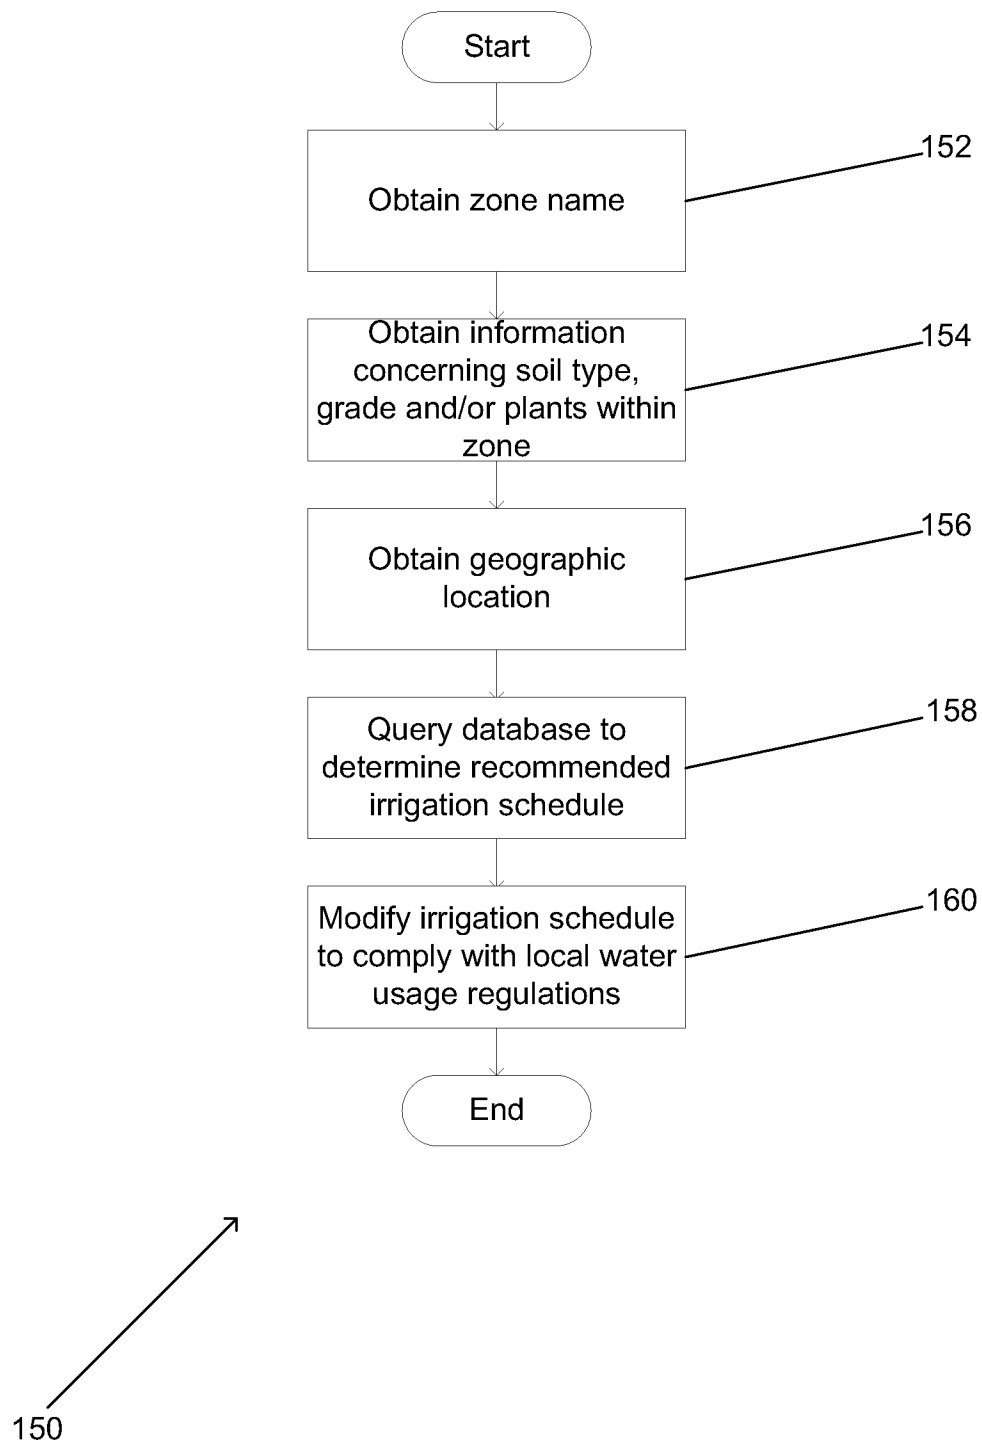 Start
152
Obtain zone name
154
Obtain information
concerning soil type,
grade and/or plants within
zone
156
Obtain geographic
location
158
Query database to
determine recommended
irrigation schedule
160
Modify irrigation schedule
to comply with local water
usage regulations
End
150